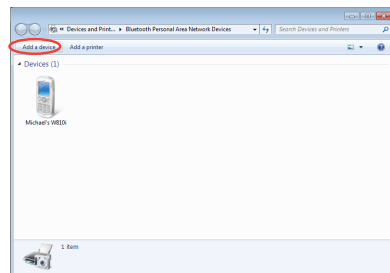 Devices and Print... Bluetooth Personal Area Network Devices Search Devices and Printers
Add a device Add a printer
Devices (1)
Michael's W810i
1 item